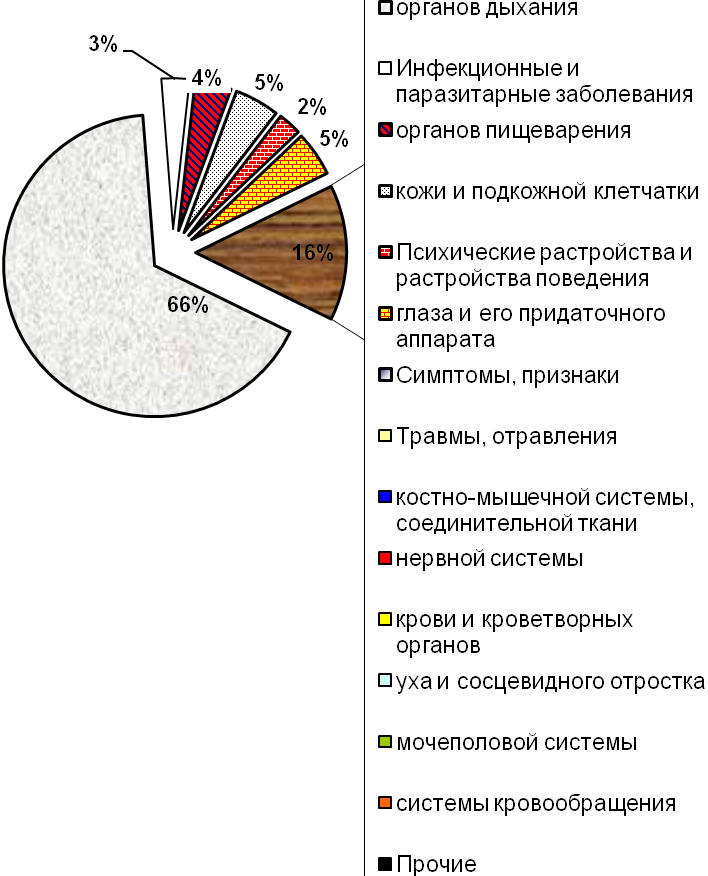 3%
4%
5%
2%
5%
16%
66%
органов дыхания
Инфекционные и
паразитарные заболевания
органов пищеварения
кожи и подкожной клетчатки
Психические растройства и
растройства поведения
глаза и его придаточного
аппарата
Симптомы, признаки
Травмы, отравления
костно-мышечной системы,
соединительной ткани
нервной системы
крови и кроветворных
органов
уха и сосцевидного отростка
мочеполовой системы
системы кровообращения
Прочие